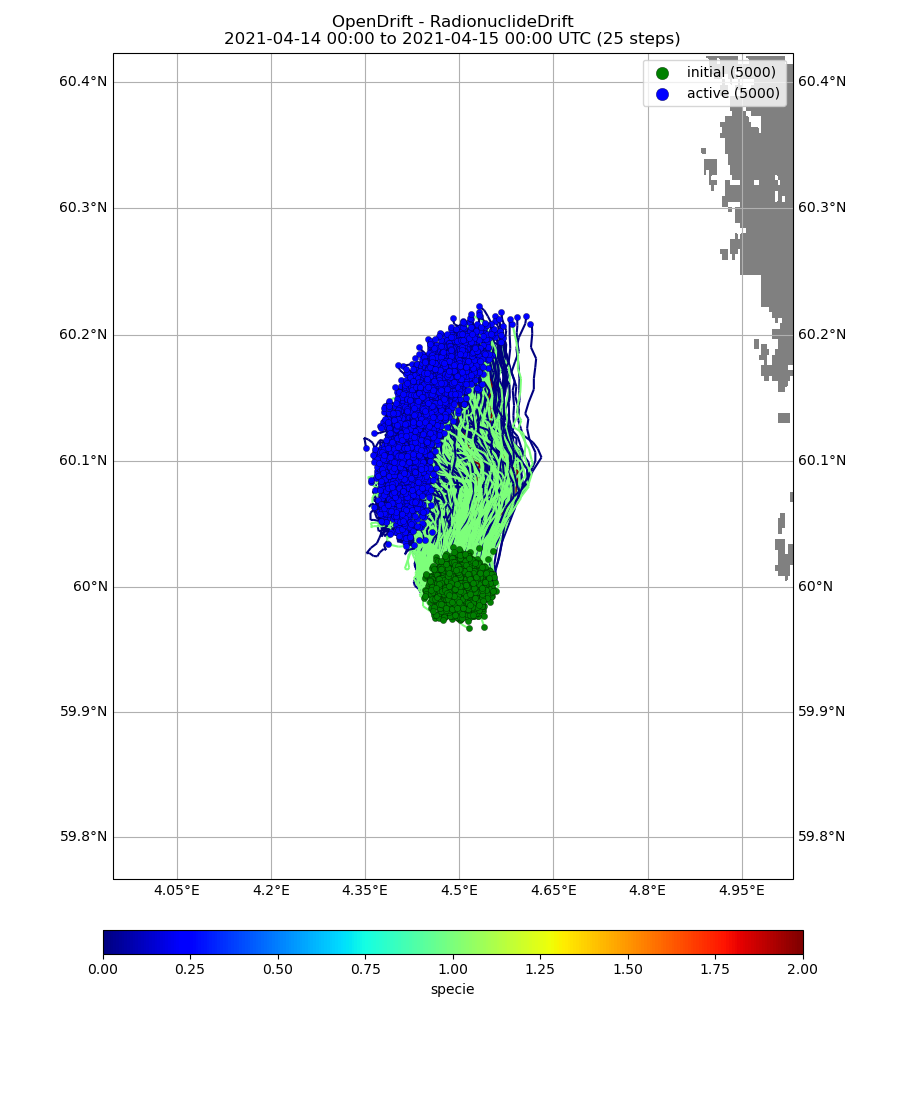 OpenDrift - RadionuclideDrift
2021-04-14 00:00 to 2021-04-15 00:00 UTC (25 steps)
initial (5000)
active (5000)
60.4°N 60.4°N
60.3°N 60.3°N
60.2°N 60.2°N
60.1°N 60.1°N
60°N 60°N
59.9°N 59.9°N
59.8°N 59.8°N
4.05°E 4.2°E 4.35°E 4.5°E 4.65°E 4.8°E 4.95°E
0.00 0.25 0.50 0.75 1.00 1.25 1.50 1.75 2.00
specie